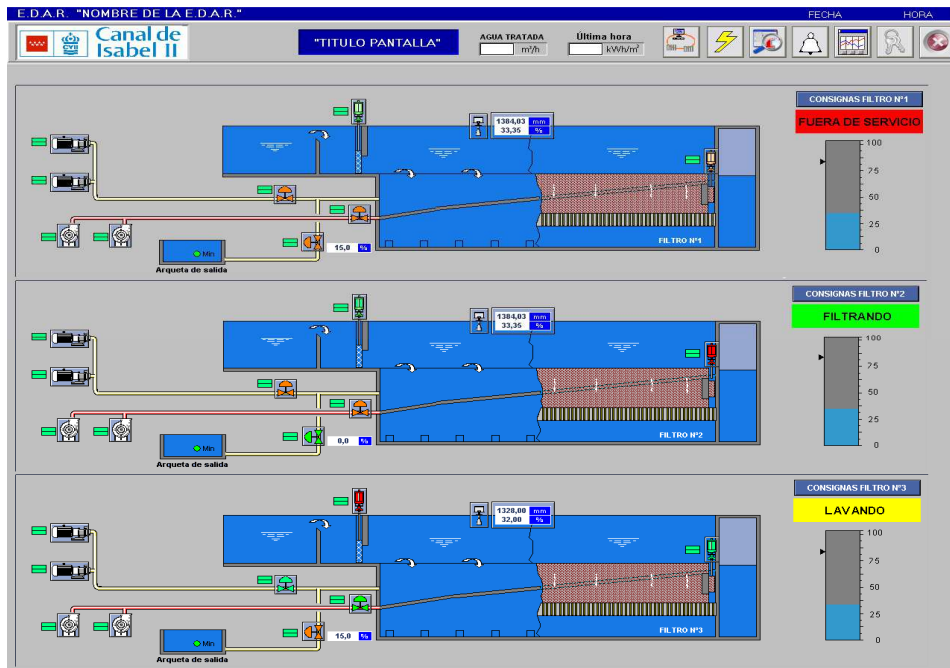 E.D.A.R. "NOMBRE DE LA E.D.A.R."
FECHA
HORA
Canal de
Isabel II
CYII
"TITULO PANTALLA"
AGUA TRATADA
m³/h
Última hora
kWh/m³
CONSIGNAS FILTRO Nº1
FUERA DE SERVICIO
1384,03 mm
33,35 %
100
75
50
25
0
15,0 %
Min
Arqueta de salida
FILTRO Nº1
CONSIGNAS FILTRO Nº2
FILTRANDO
1384,03 mm
33,35 %
100
75
50
25
0
0,0 %
Min
Arqueta de salida
FILTRO Nº2
CONSIGNAS FILTRO Nº3
LAVANDO
1328,00 mm
32,00 %
100
75
50
25
0
15,0 %
Min
Arqueta de salida
FILTRO Nº3